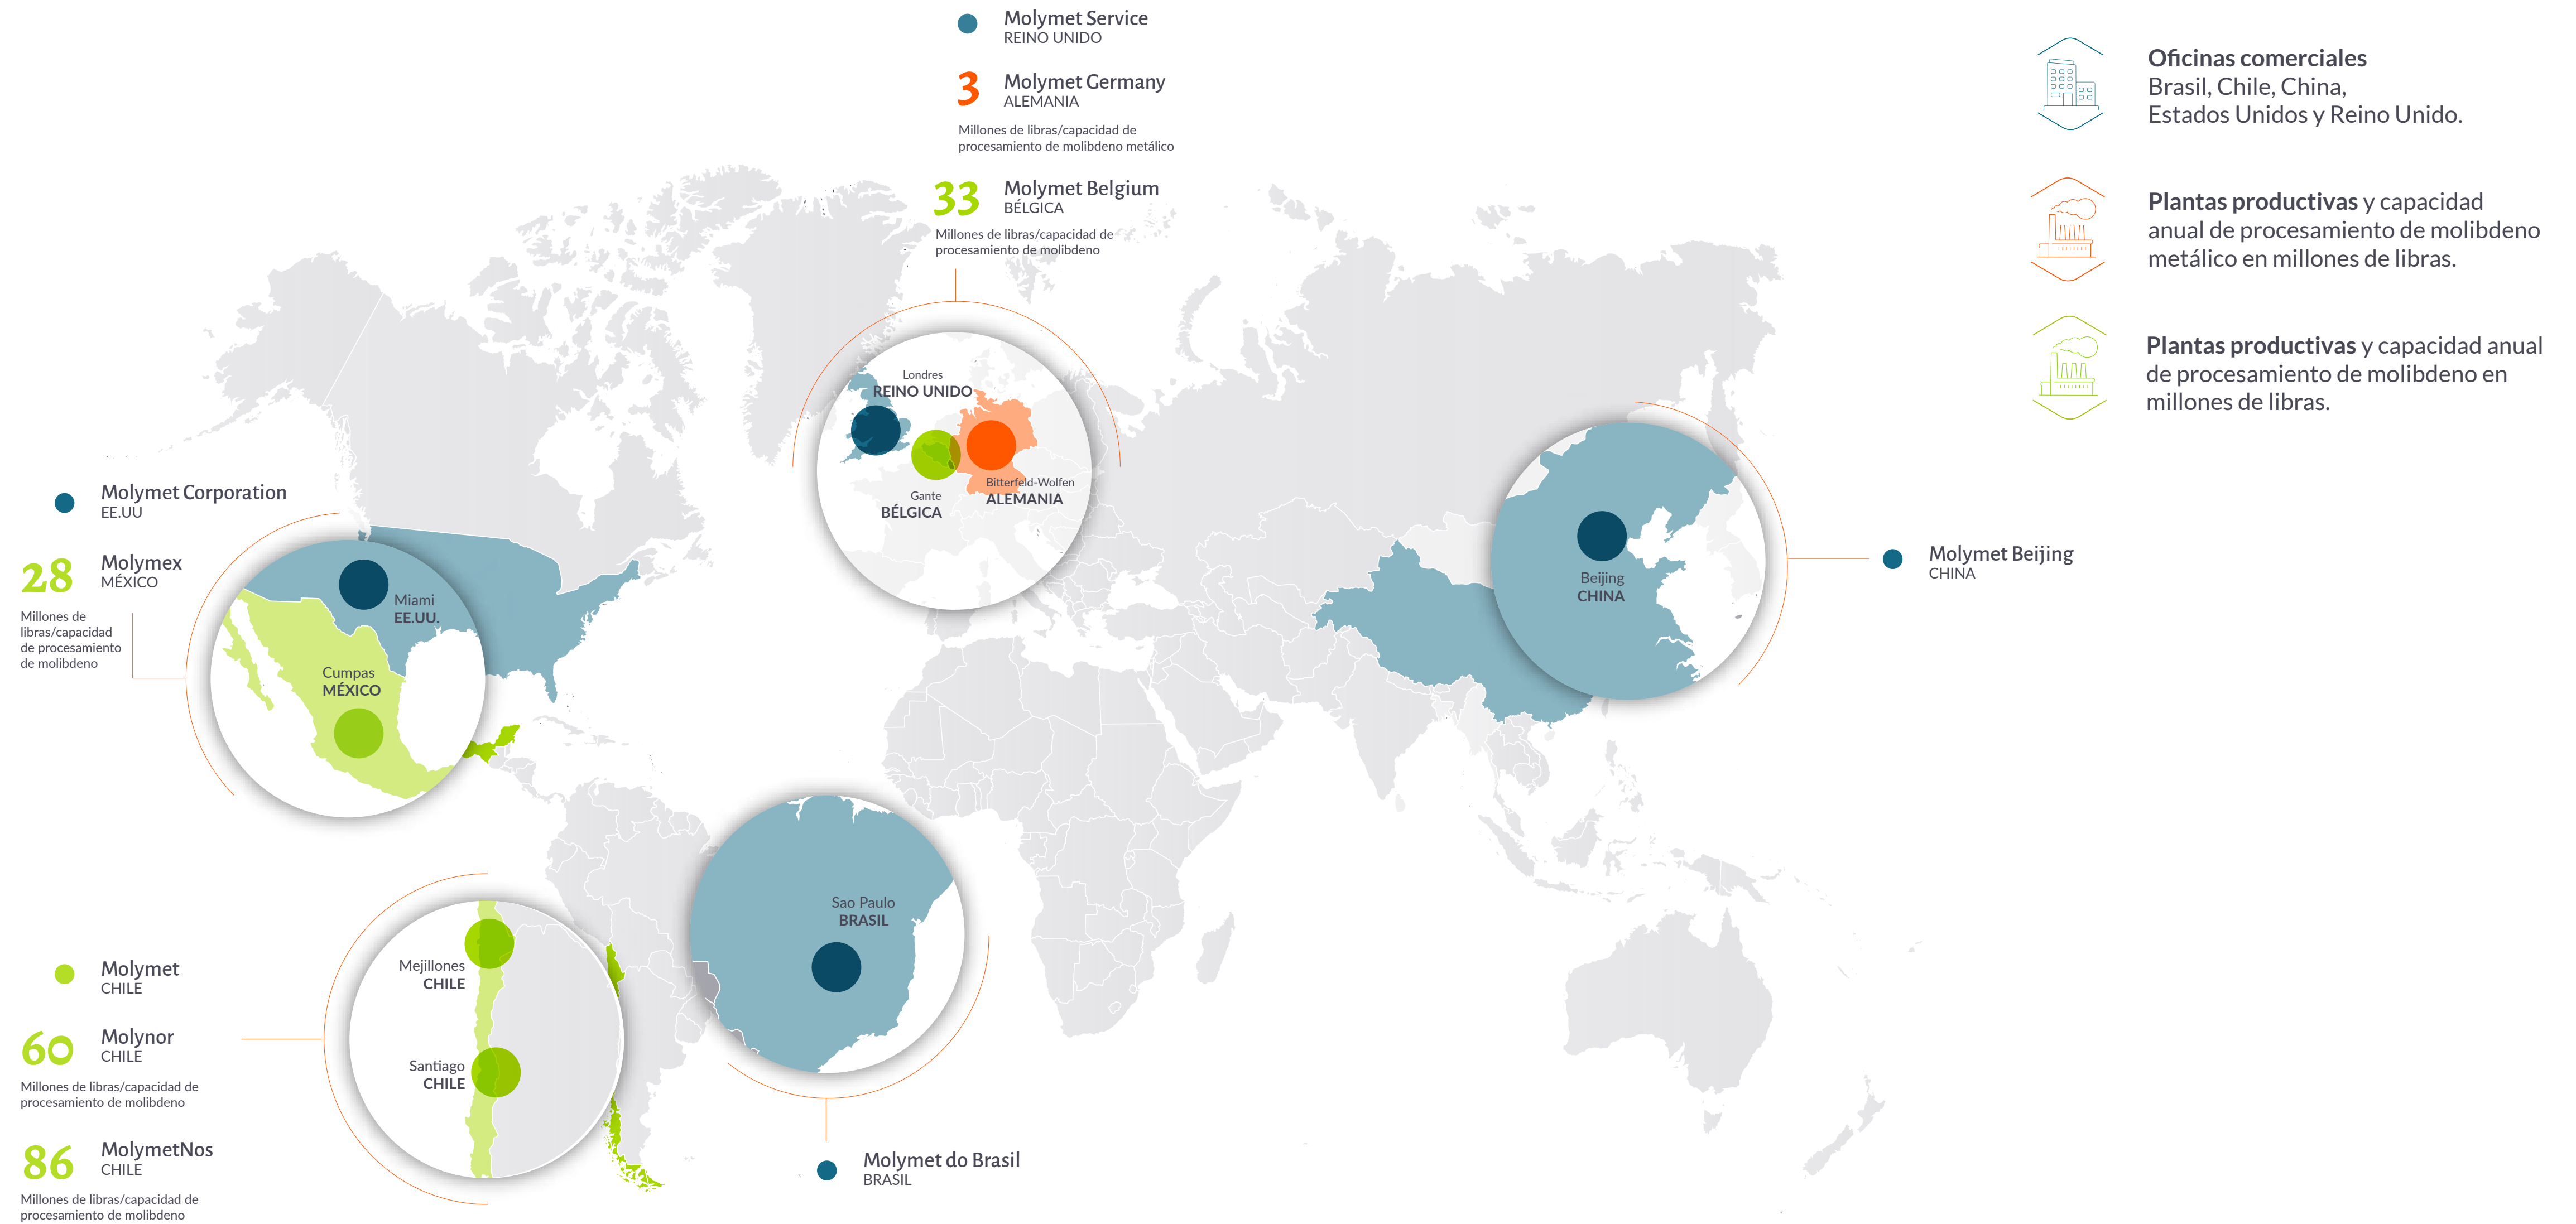 Molymet Service
REINO UNIDO
3
Molymet Germany
ALEMANIA
Millones de libras/capacidad de
procesamiento de molibdeno metálico
33
Molymet Belgium
BÉLGICA
Millones de libras/capacidad de
procesamiento de molibdeno
Oficinas comerciales
Brasil, Chile, China,
Estados Unidos y Reino Unido.
Plantas productivas y capacidad
anual de procesamiento de molibdeno
metálico en millones de libras.
Plantas productivas y capacidad anual
de procesamiento de molibdeno en
millones de libras.
Londres
REINO UNIDO
Bitterfeld-Wolfen
ALEMANIA
Gante
BÉLGICA
Molymet Corporation
EE.UU
28
Molymex
MÉXICO
Millones de
libras/capacidad
de procesamiento
de molibdeno
Miami
EE.UU.
Cumpas
MÉXICO
Beijing
CHINA
Molymet Beijing
CHINA
Sao Paulo
BRASIL
Molymet do Brasil
BRASIL
Mejillones
CHILE
Santiago
CHILE
Molymet
CHILE
60
Molynor
CHILE
Millones de libras/capacidad de
procesamiento de molibdeno
86
MolymetNos
CHILE
Millones de libras/capacidad de
procesamiento de molibdeno